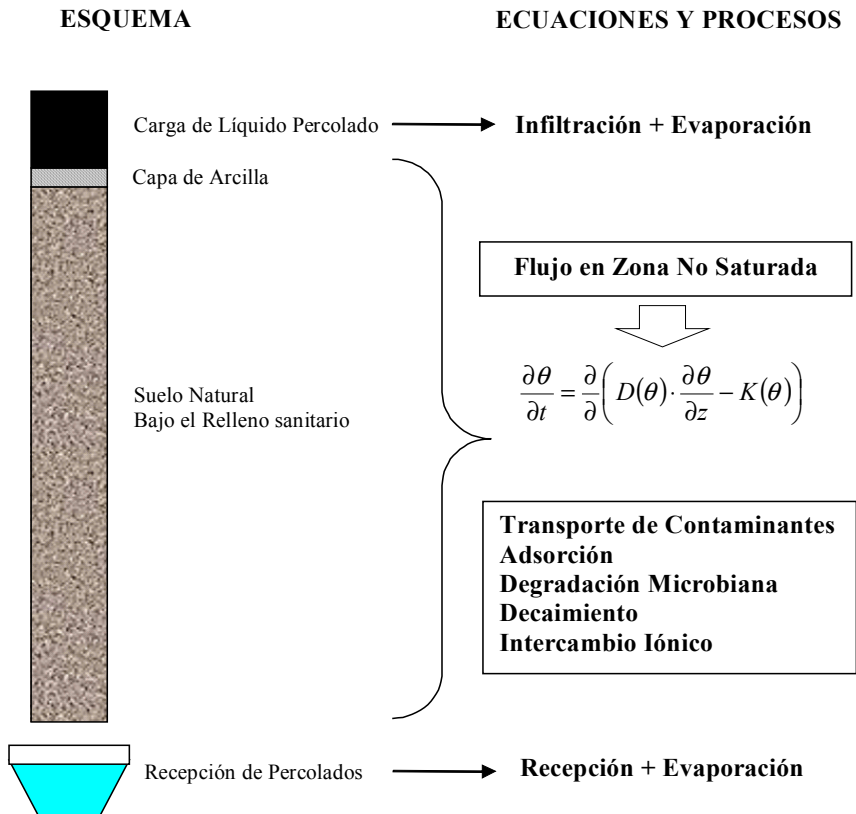 ESQUEMA
ECUACIONES Y PROCESOS
Carga de Líquido Percolado
Infiltración + Evaporación
Capa de Arcilla
Flujo en Zona No Saturada
∂θ/∂t = ∂/∂ ( D(θ) · ∂θ/∂z − K(θ) )
Suelo Natural
Bajo el Relleno sanitario
Transporte de Contaminantes
Adsorción
Degradación Microbiana
Decaimiento
Intercambio Iónico
Recepción de Percolados
Recepción + Evaporación